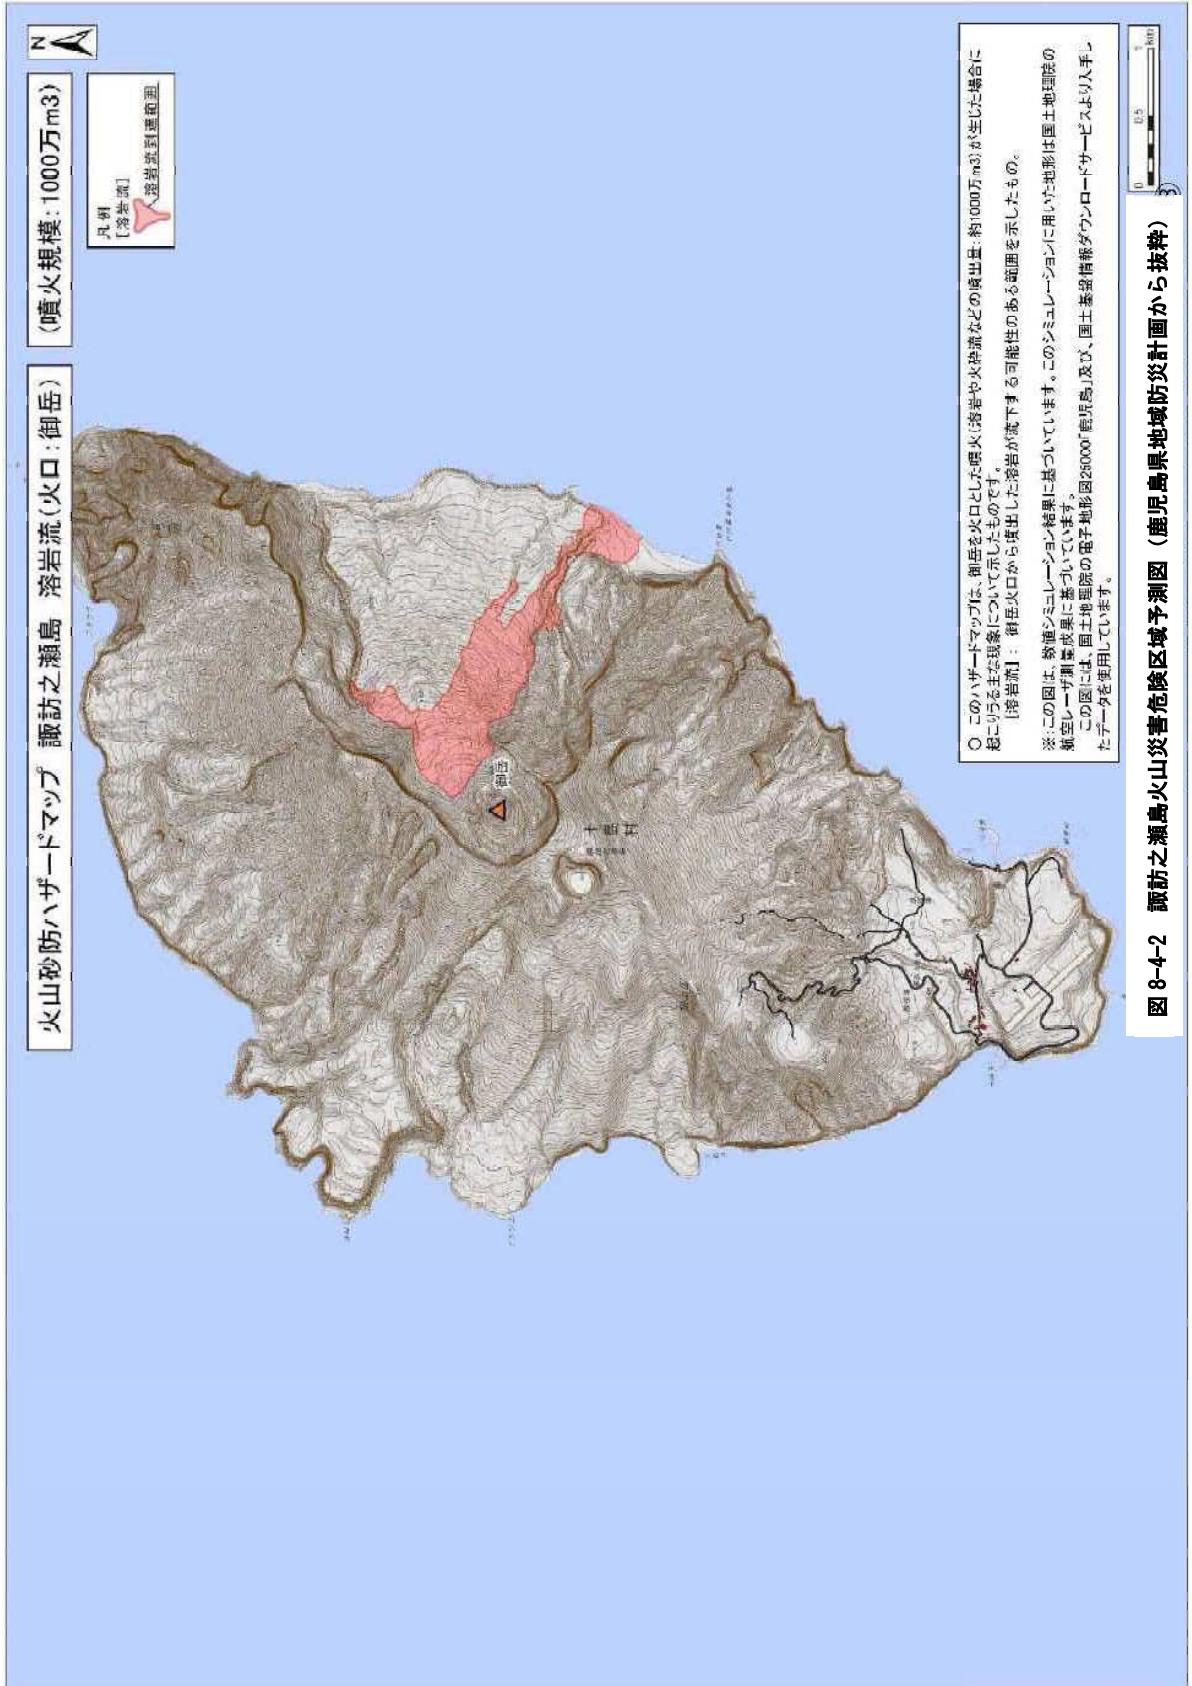 火山砂防ハザードマップ 諏訪之瀬島 溶岩流(火口:御岳)
(噴火規模:1000万m3)
N
凡例
[溶岩流]
溶岩流到達範囲
御岳
十島村
○ このハザードマップは、御岳を火口とした噴火(溶岩や火砕流などの噴出量:約1000万m3)が生じた場合に
起こりうる主な現象について示したものです。
[溶岩流]: 御岳火口から噴出した溶岩が流下する可能性のある範囲を示したもの。
※:この図は、数値シミュレーション結果に基づいています。このシミュレーションに用いた地形は国土地理院の
航空レーザ測量成果に基づいています。
この図には、国土地理院の電子地形図25000「鹿児島」及び、国土基盤情報ダウンロードサービスより入手し
たデータを使用しています。
0 0.5 1
km
図 8-4-2 諏訪之瀬島火山災害危険区域予測図(鹿児島県地域防災計画から抜粋)